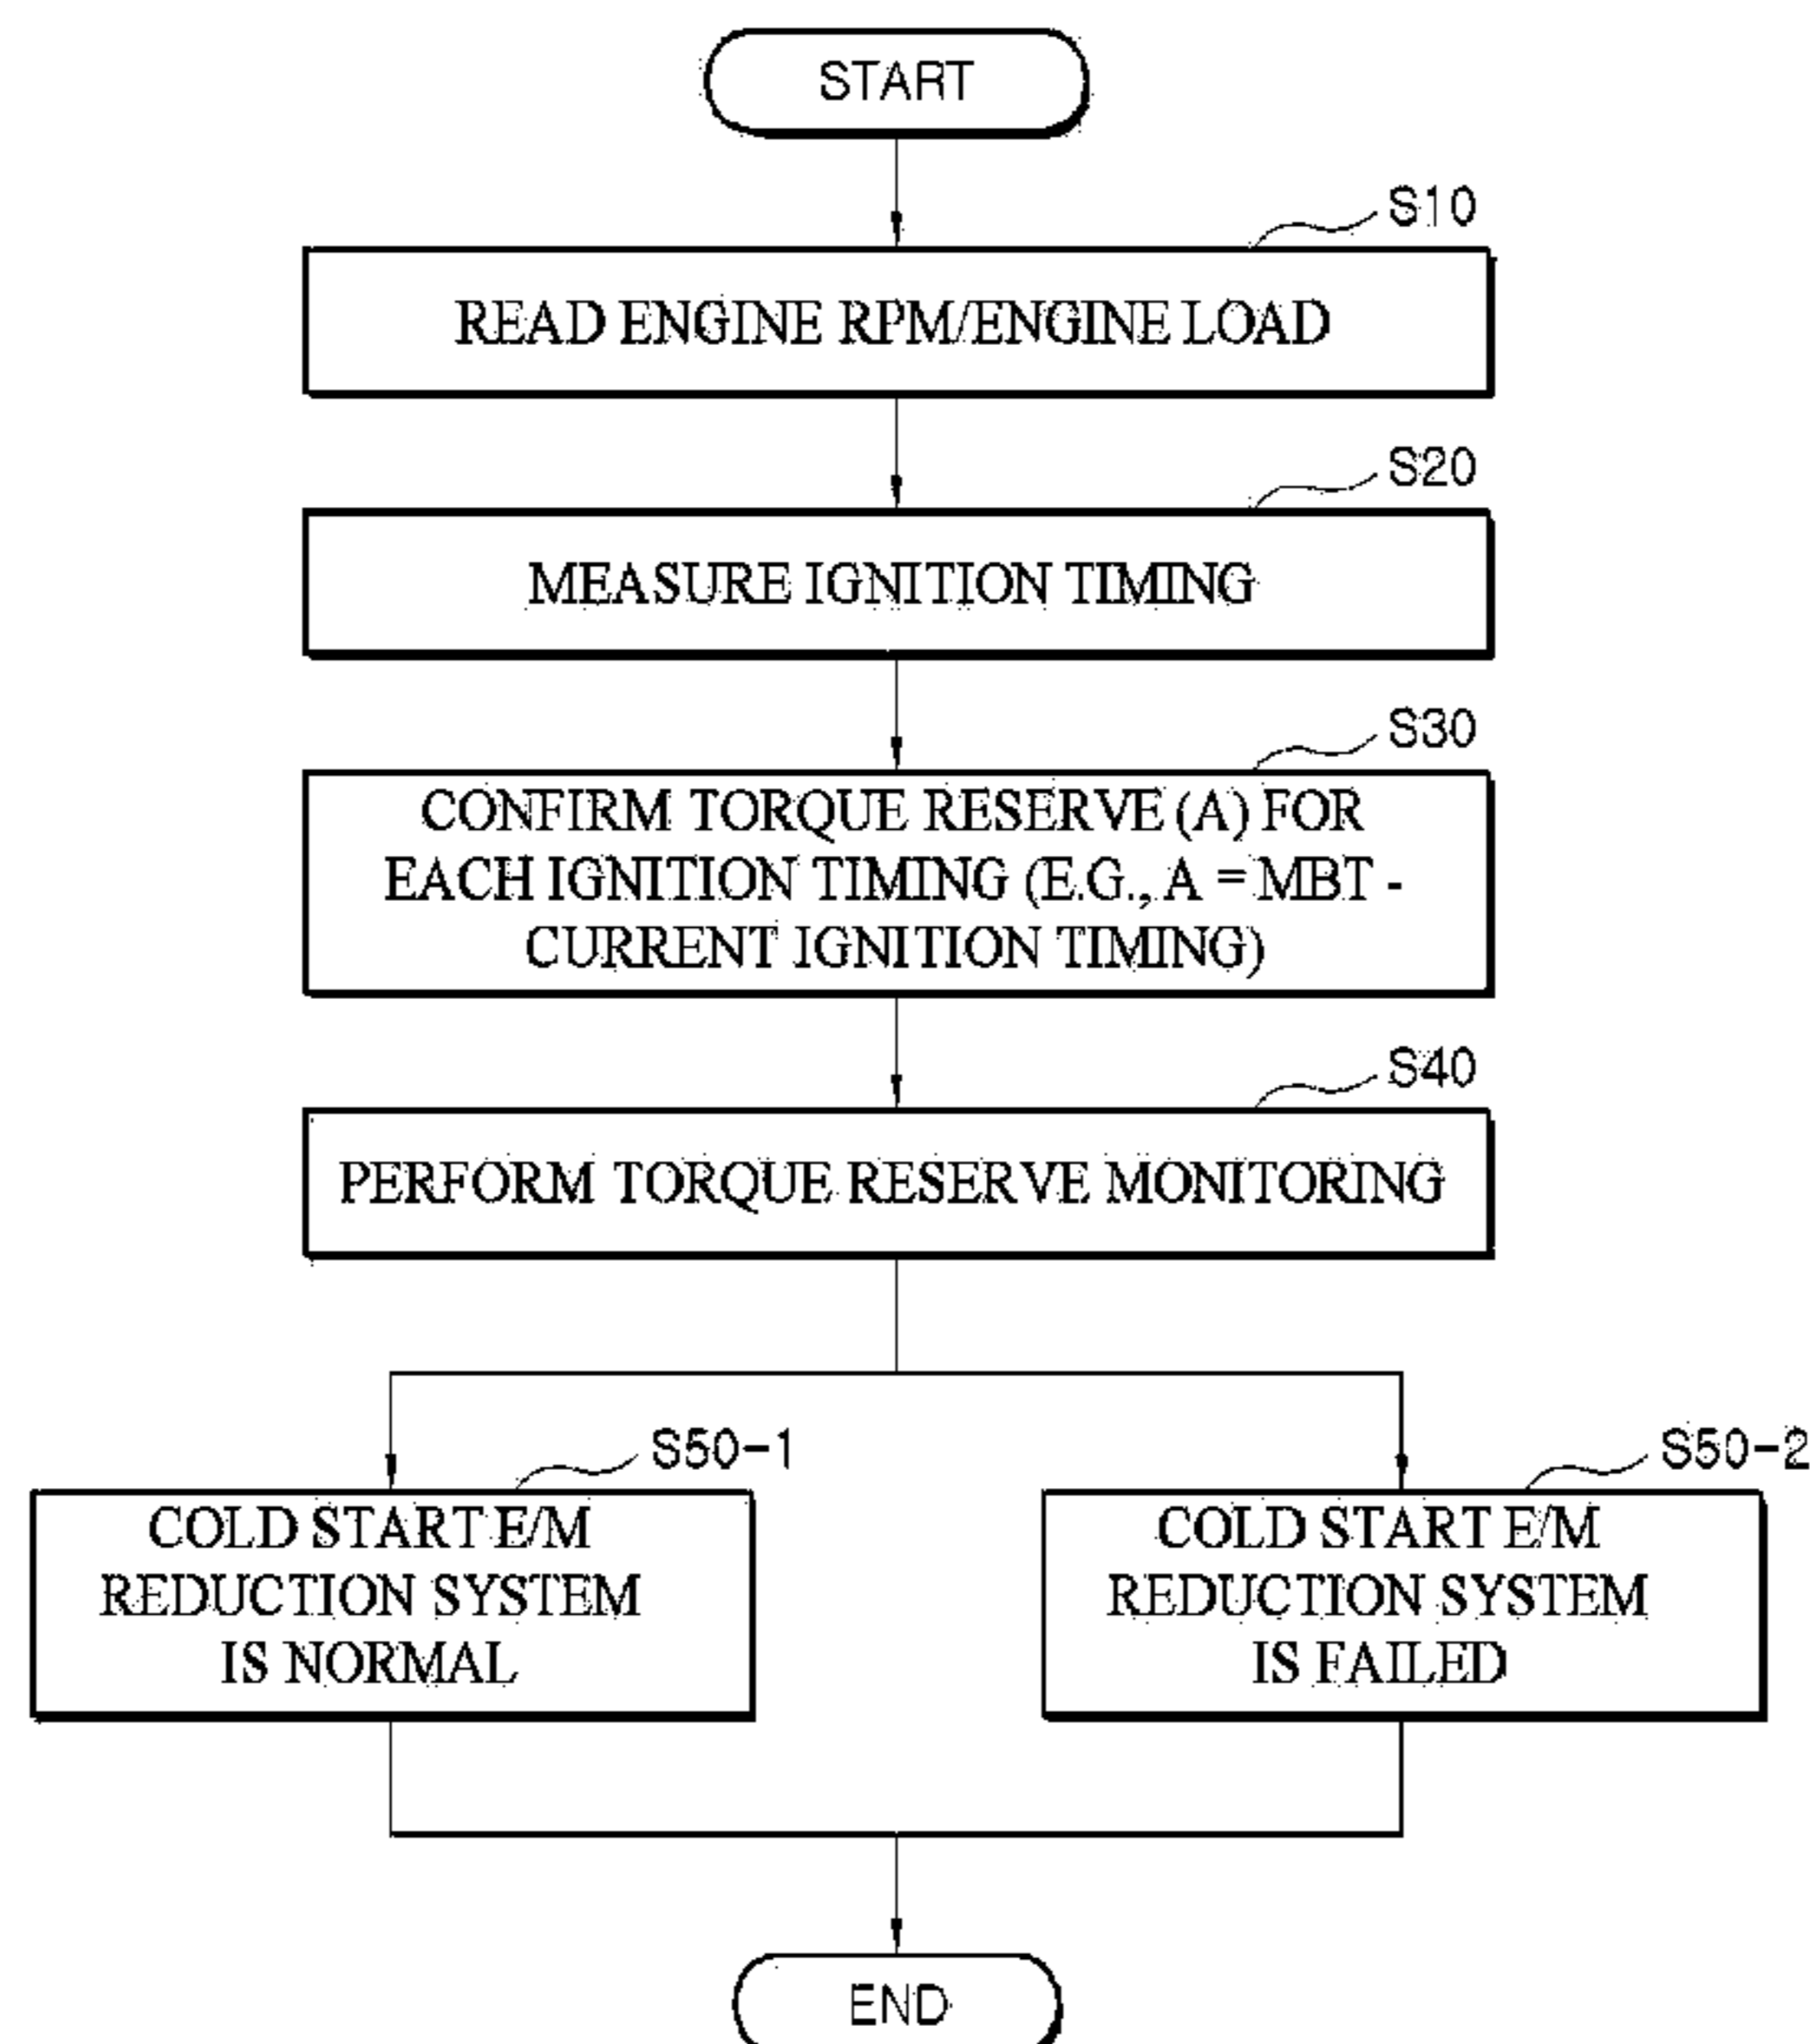 START
S10
READ ENGINE RPM/ENGINE LOAD
S20
MEASURE IGNITION TIMING
S30
CONFIRM TORQUE RESERVE (A) FOR
EACH IGNITION TIMING (E.G., A = MBT -
CURRENT IGNITION TIMING)
S40
PERFORM TORQUE RESERVE MONITORING
S50-1
COLD START E/M
REDUCTION SYSTEM
IS NORMAL
S50-2
COLD START E/M
REDUCTION SYSTEM
IS FAILED
END